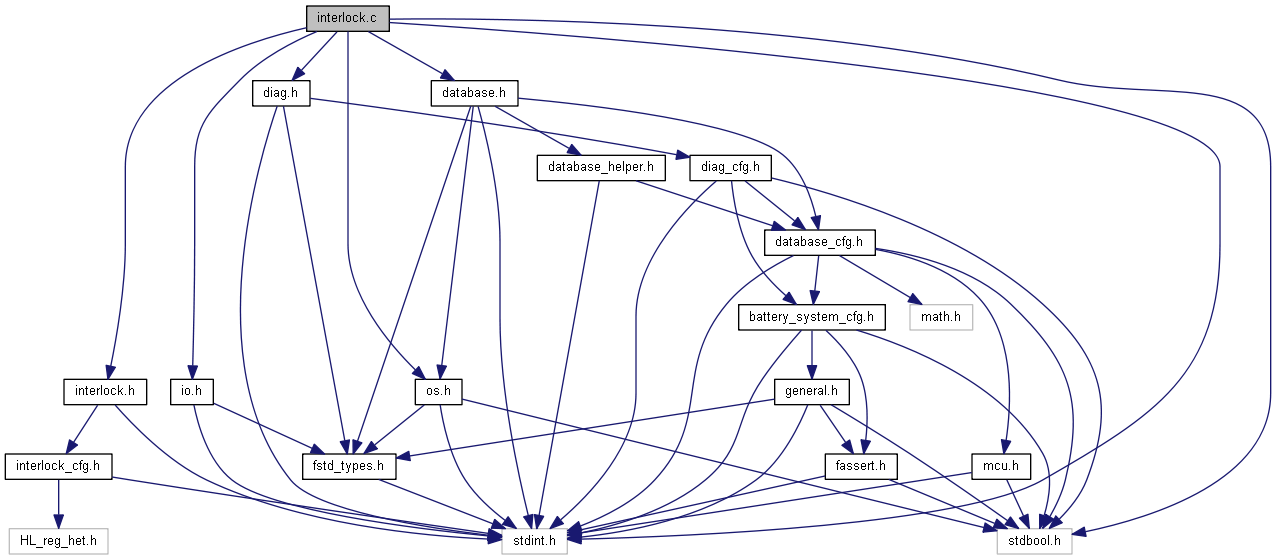 interlock.c
diag.h
database.h
database_helper.h
diag_cfg.h
database_cfg.h
battery_system_cfg.h
math.h
interlock.h
io.h
os.h
general.h
interlock_cfg.h
fstd_types.h
fassert.h
mcu.h
HL_reg_het.h
stdint.h
stdbool.h